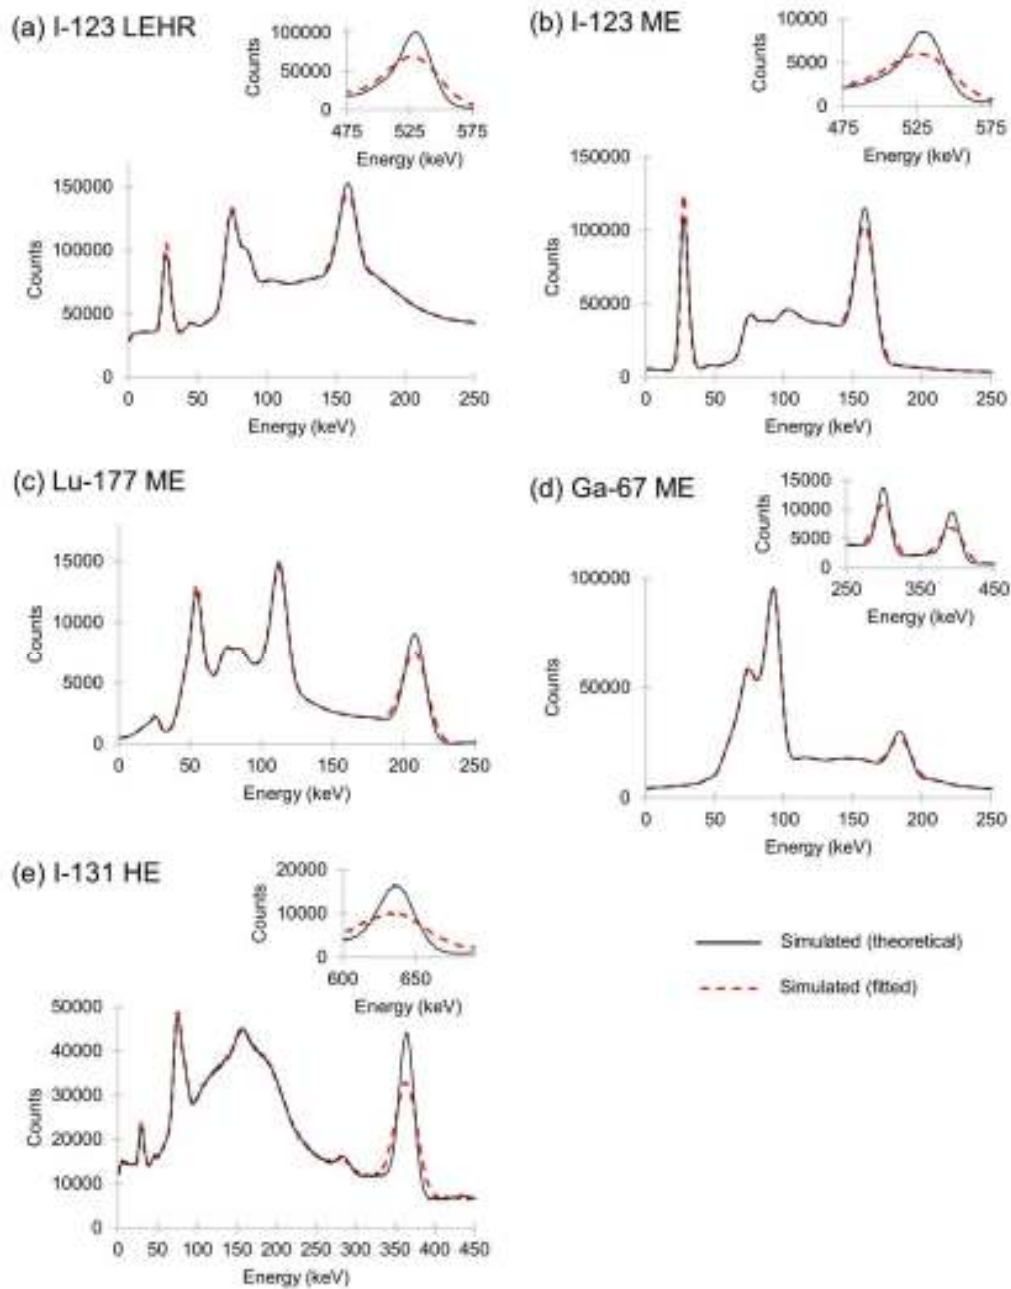 (a) I-123 LEHR
100000
50000
0
Counts
475 525 575
Energy (keV)
150000
100000
50000
0
Counts
0 50 100 150 200 250
Energy (keV)
(b) I-123 ME
10000
5000
0
Counts
475 525 575
Energy (keV)
150000
100000
50000
0
Counts
0 50 100 150 200 250
Energy (keV)
(c) Lu-177 ME
15000
10000
5000
0
Counts
0 50 100 150 200 250
Energy (keV)
(d) Ga-67 ME
15000
10000
5000
0
Counts
250 350 450
Energy (keV)
100000
50000
0
Counts
0 50 100 150 200 250
Energy (keV)
(e) I-131 HE
20000
10000
0
Counts
600 650
Energy (keV)
50000
40000
30000
20000
10000
0
Counts
0 50 100 150 200 250 300 350 400 450
Energy (keV)
Simulated (theoretical)
Simulated (fitted)